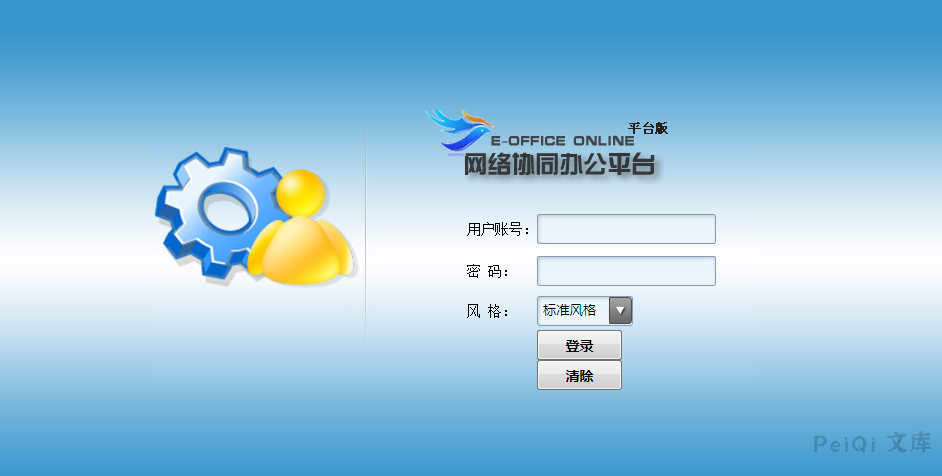 平台版
E-OFFICE ONLINE
网络协同办公平台
用户账号：
密 码：
风 格： 标准风格
登录
清除
PeiQi 文库